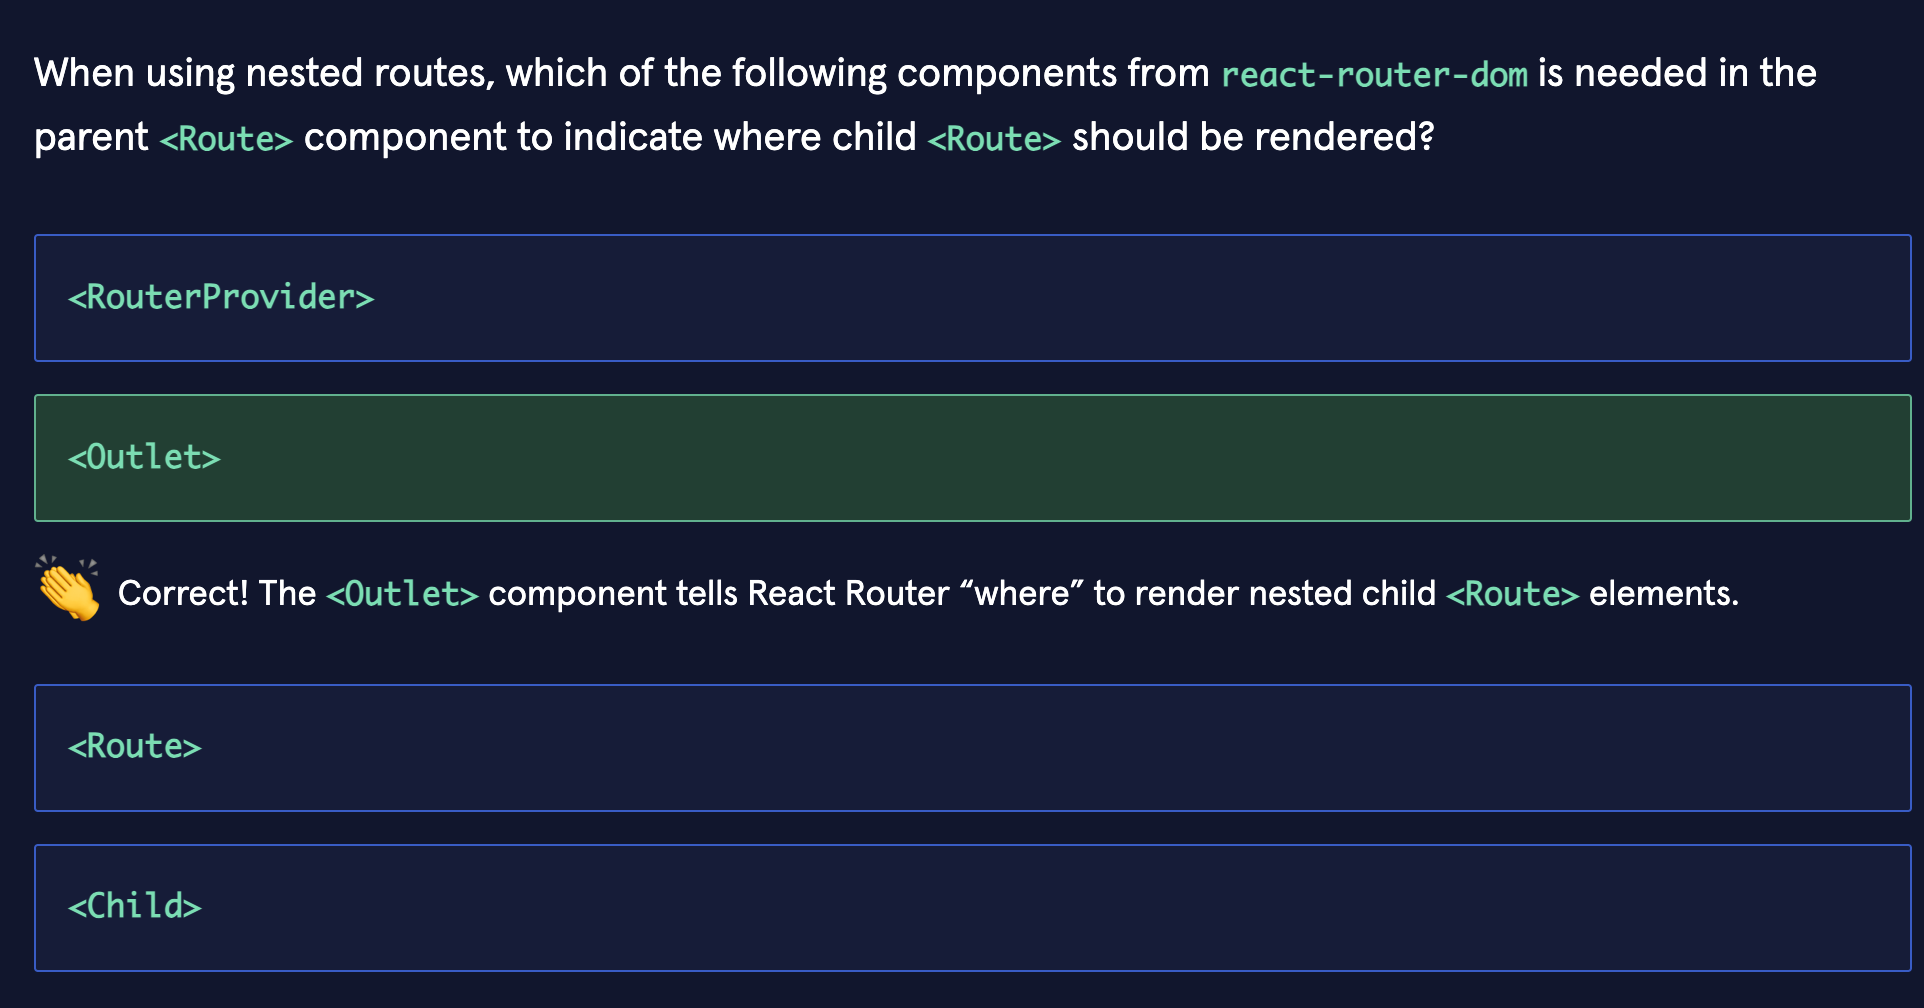 When using nested routes, which of the following components from react-router-dom is needed in the
parent <Route> component to indicate where child <Route> should be rendered?
<RouterProvider>
<Outlet>
Correct! The <Outlet> component tells React Router “where” to render nested child <Route> elements.
<Route>
<Child>